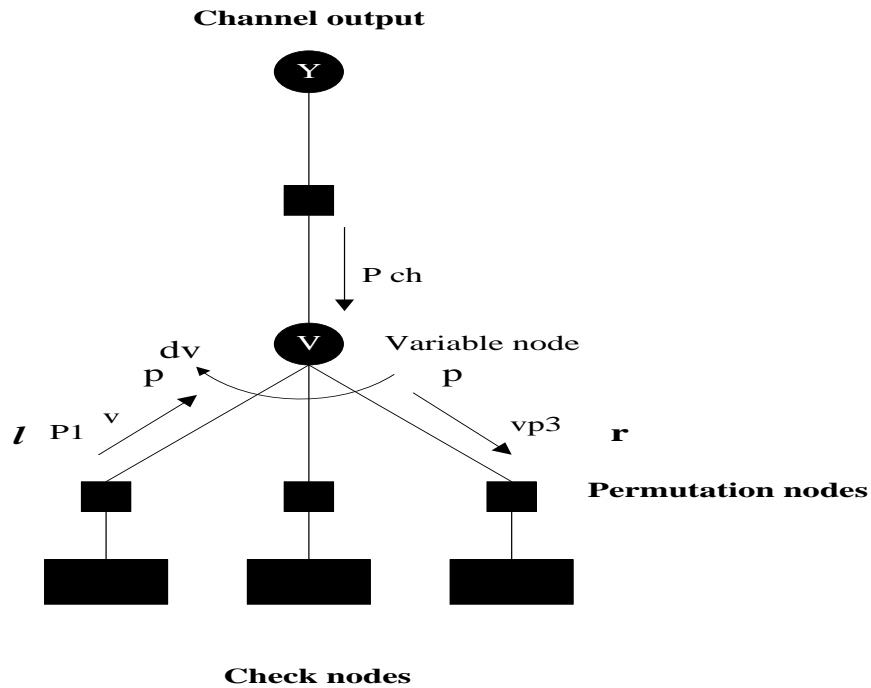 Channel output
Y
P ch
V
Variable node
dv
p
p
l
P1
v
vp3
r
Permutation nodes
Check nodes